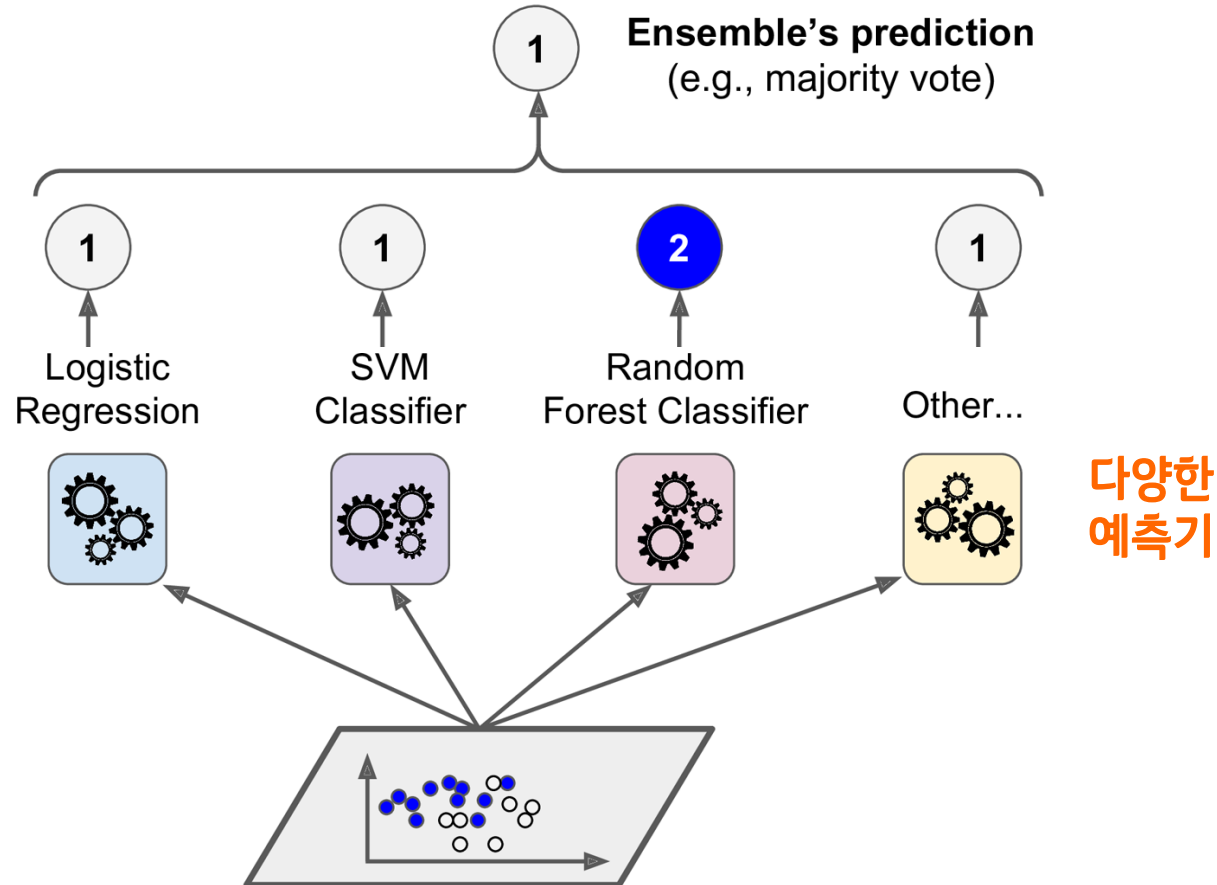 1
Ensemble's prediction
(e.g., majority vote)
1
1
2
1
Logistic
Regression
SVM
Classifier
Random
Forest Classifier
Other...
다양한
예측기